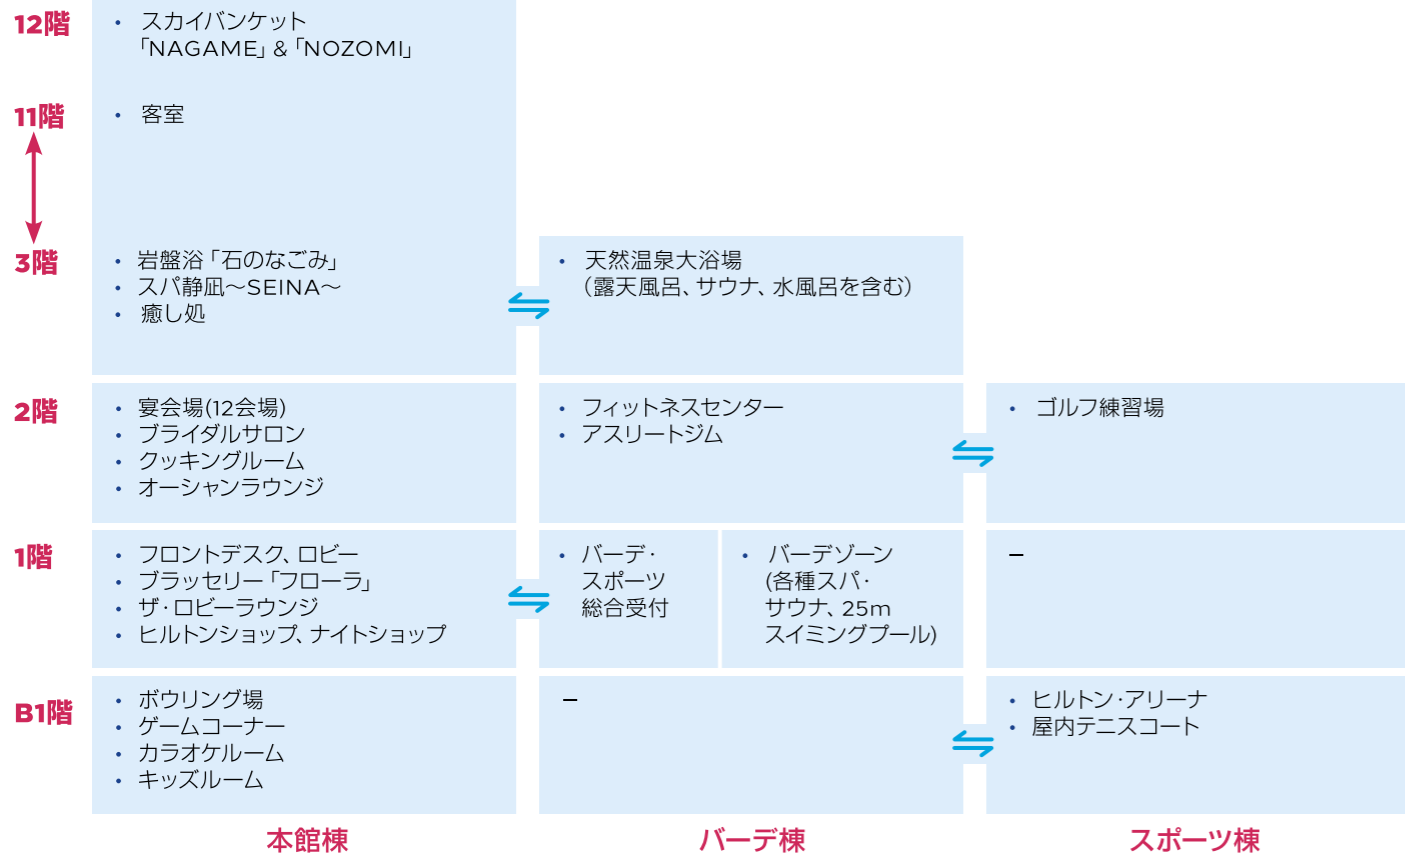 12階
• スカイバンケット
「NAGAME」 & 「NOZOMI」
11階
• 客室
3階
• 岩盤浴 「石のなごみ」
• スパ静凪〜SEINA〜
• 癒し処
• 天然温泉大浴場
（露天風呂、サウナ、水風呂を含む）
2階
• 宴会場(12会場)
• ブライダルサロン
• クッキングルーム
• オーシャンラウンジ
• フィットネスセンター
• アスリートジム
• ゴルフ練習場
1階
• フロントデスク、ロビー
• ブラッセリー 「フローラ」
• ザ・ロビーラウンジ
• ヒルトンショップ、ナイトショップ
• バーデ・
スポーツ
総合受付
• バーデゾーン
(各種スパ・
サウナ、25m
スイミングプール)
–
B1階
• ボウリング場
• ゲームコーナー
• カラオケルーム
• キッズルーム
–
• ヒルトン・アリーナ
• 屋内テニスコート
本館棟
バーデ棟
スポーツ棟